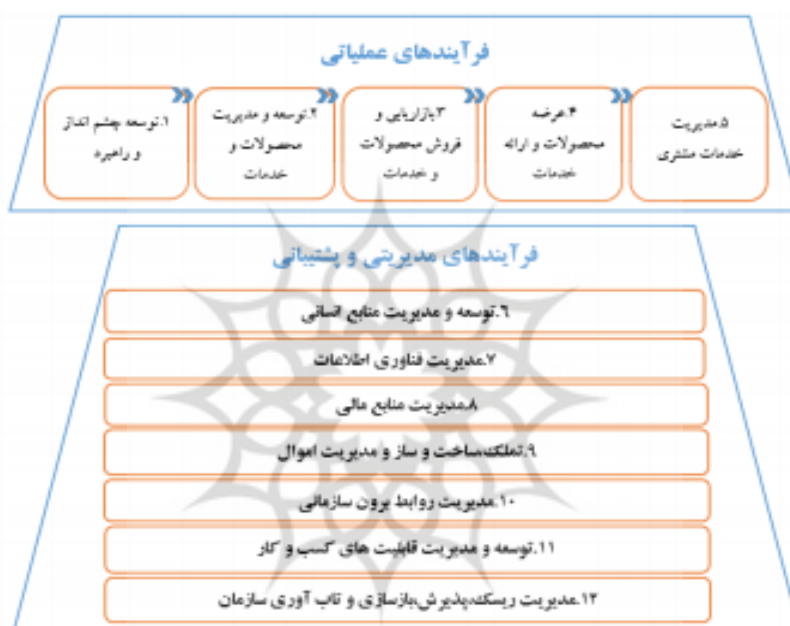 فرآیندهای عملیاتی
۱.توسعه چشم انداز
و راهبرد
۲.توسعه و مدیریت
محصولات و
خدمات
۳.بازاریابی و
فروش محصولات
و خدمات
۴.عرضه
محصولات و ارائه
خدمات
۵.مدیریت
خدمات مشتری
فرآیندهای مدیریتی و پشتیبانی
۶.توسعه و مدیریت منابع انسانی
۷.مدیریت فناوری اطلاعات
۸.مدیریت منابع مالی
۹.تملک،ساخت و ساز و مدیریت اموال
۱۰.مدیریت روابط برون سازمانی
۱۱.توسعه و مدیریت قابلیت های کسب و کار
۱۲.مدیریت ریسک،پذیرش،بازسازی و تاب آوری سازمان